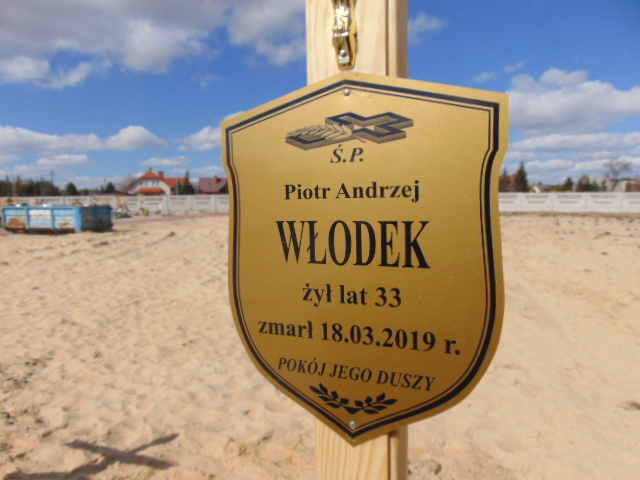 Ś.P.
Piotr Andrzej
WŁODEK
żył lat 33
zmarł 18.03.2019 r.
POKÓJ JEGO DUSZY